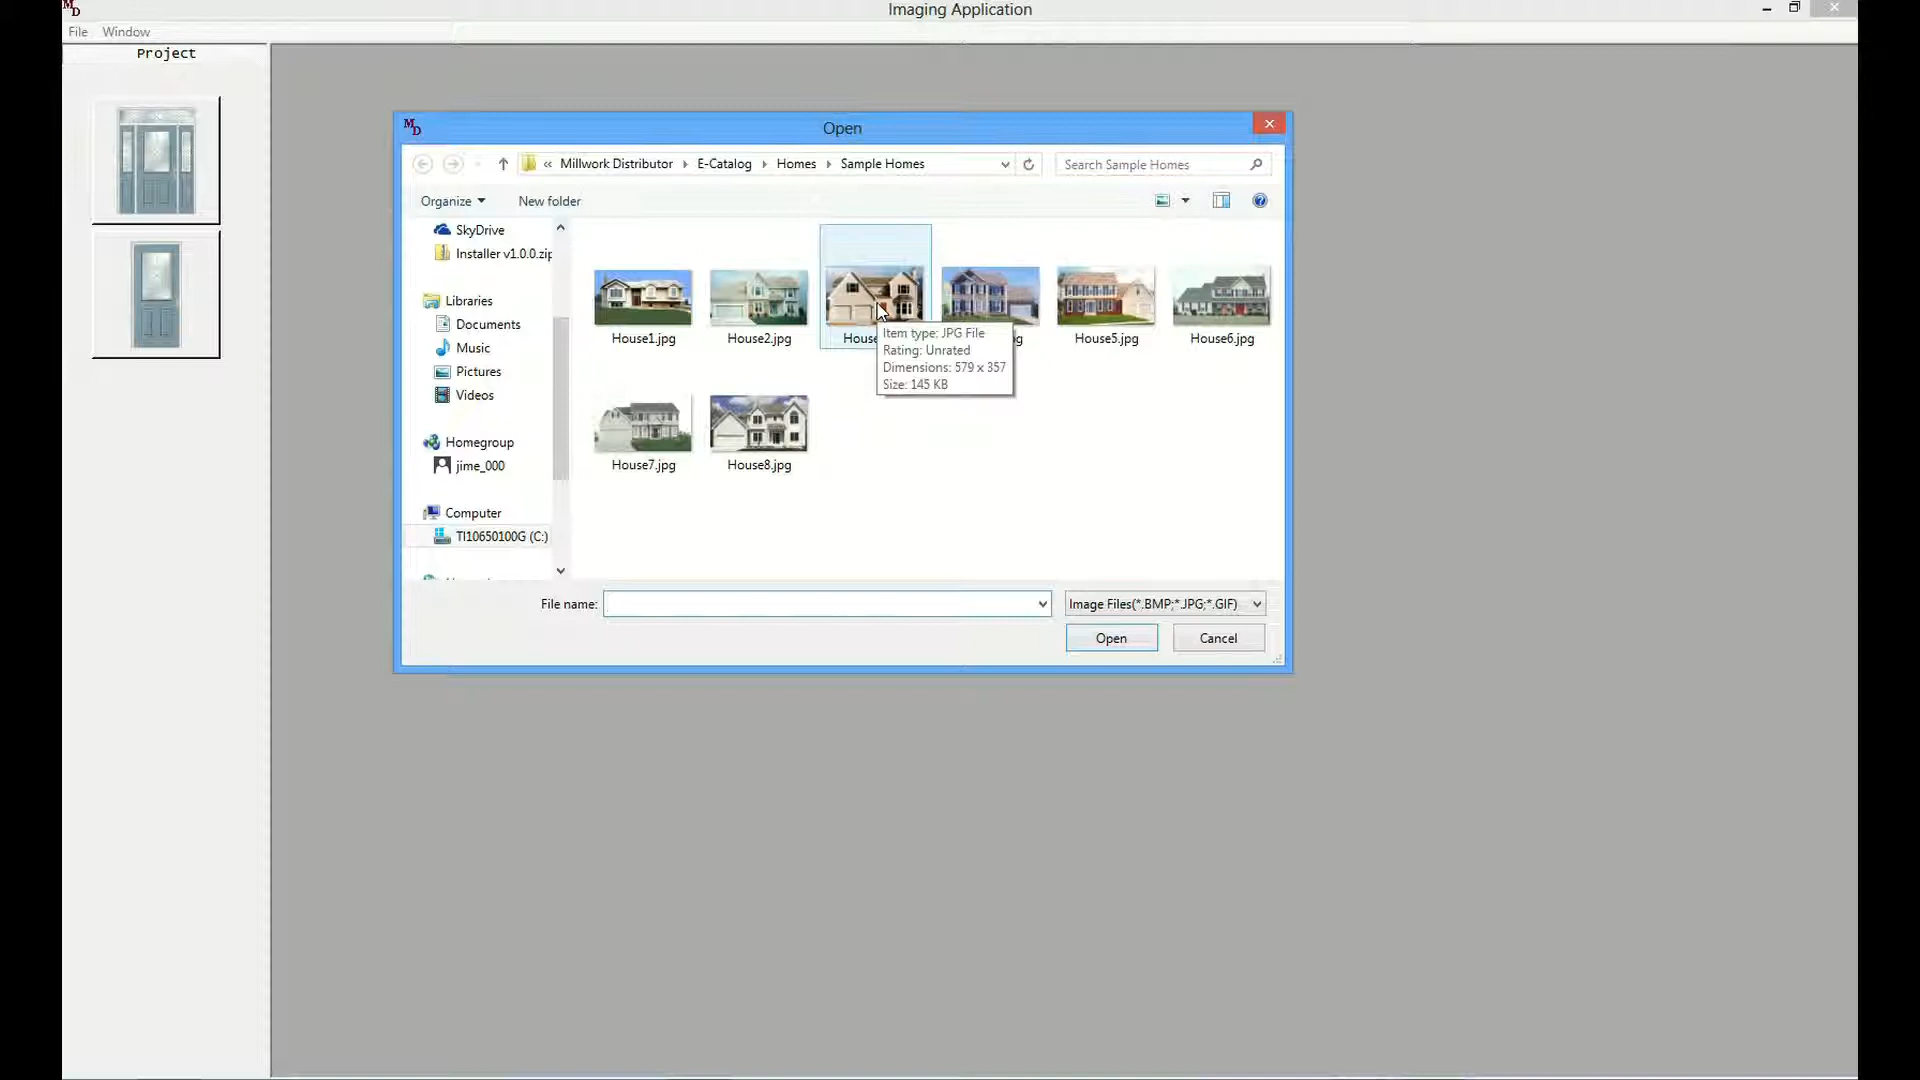 MD
Imaging Application
File Window
Project
MD
Open
« Millwork Distributor E-Catalog Homes Sample Homes
Search Sample Homes
Organize New folder
SkyDrive
Installer v1.0.0.zip
Libraries
Documents
Music
Pictures
Videos
Homegroup
jime_000
Computer
TI10650100G (C:)
House1.jpg
House2.jpg
House
g
House5.jpg
House6.jpg
Item type: JPG File
Rating: Unrated
Dimensions: 579 x 357
Size: 145 KB
House7.jpg
House8.jpg
File name:
Image Files(*.BMP;*.JPG;*.GIF)
Open Cancel